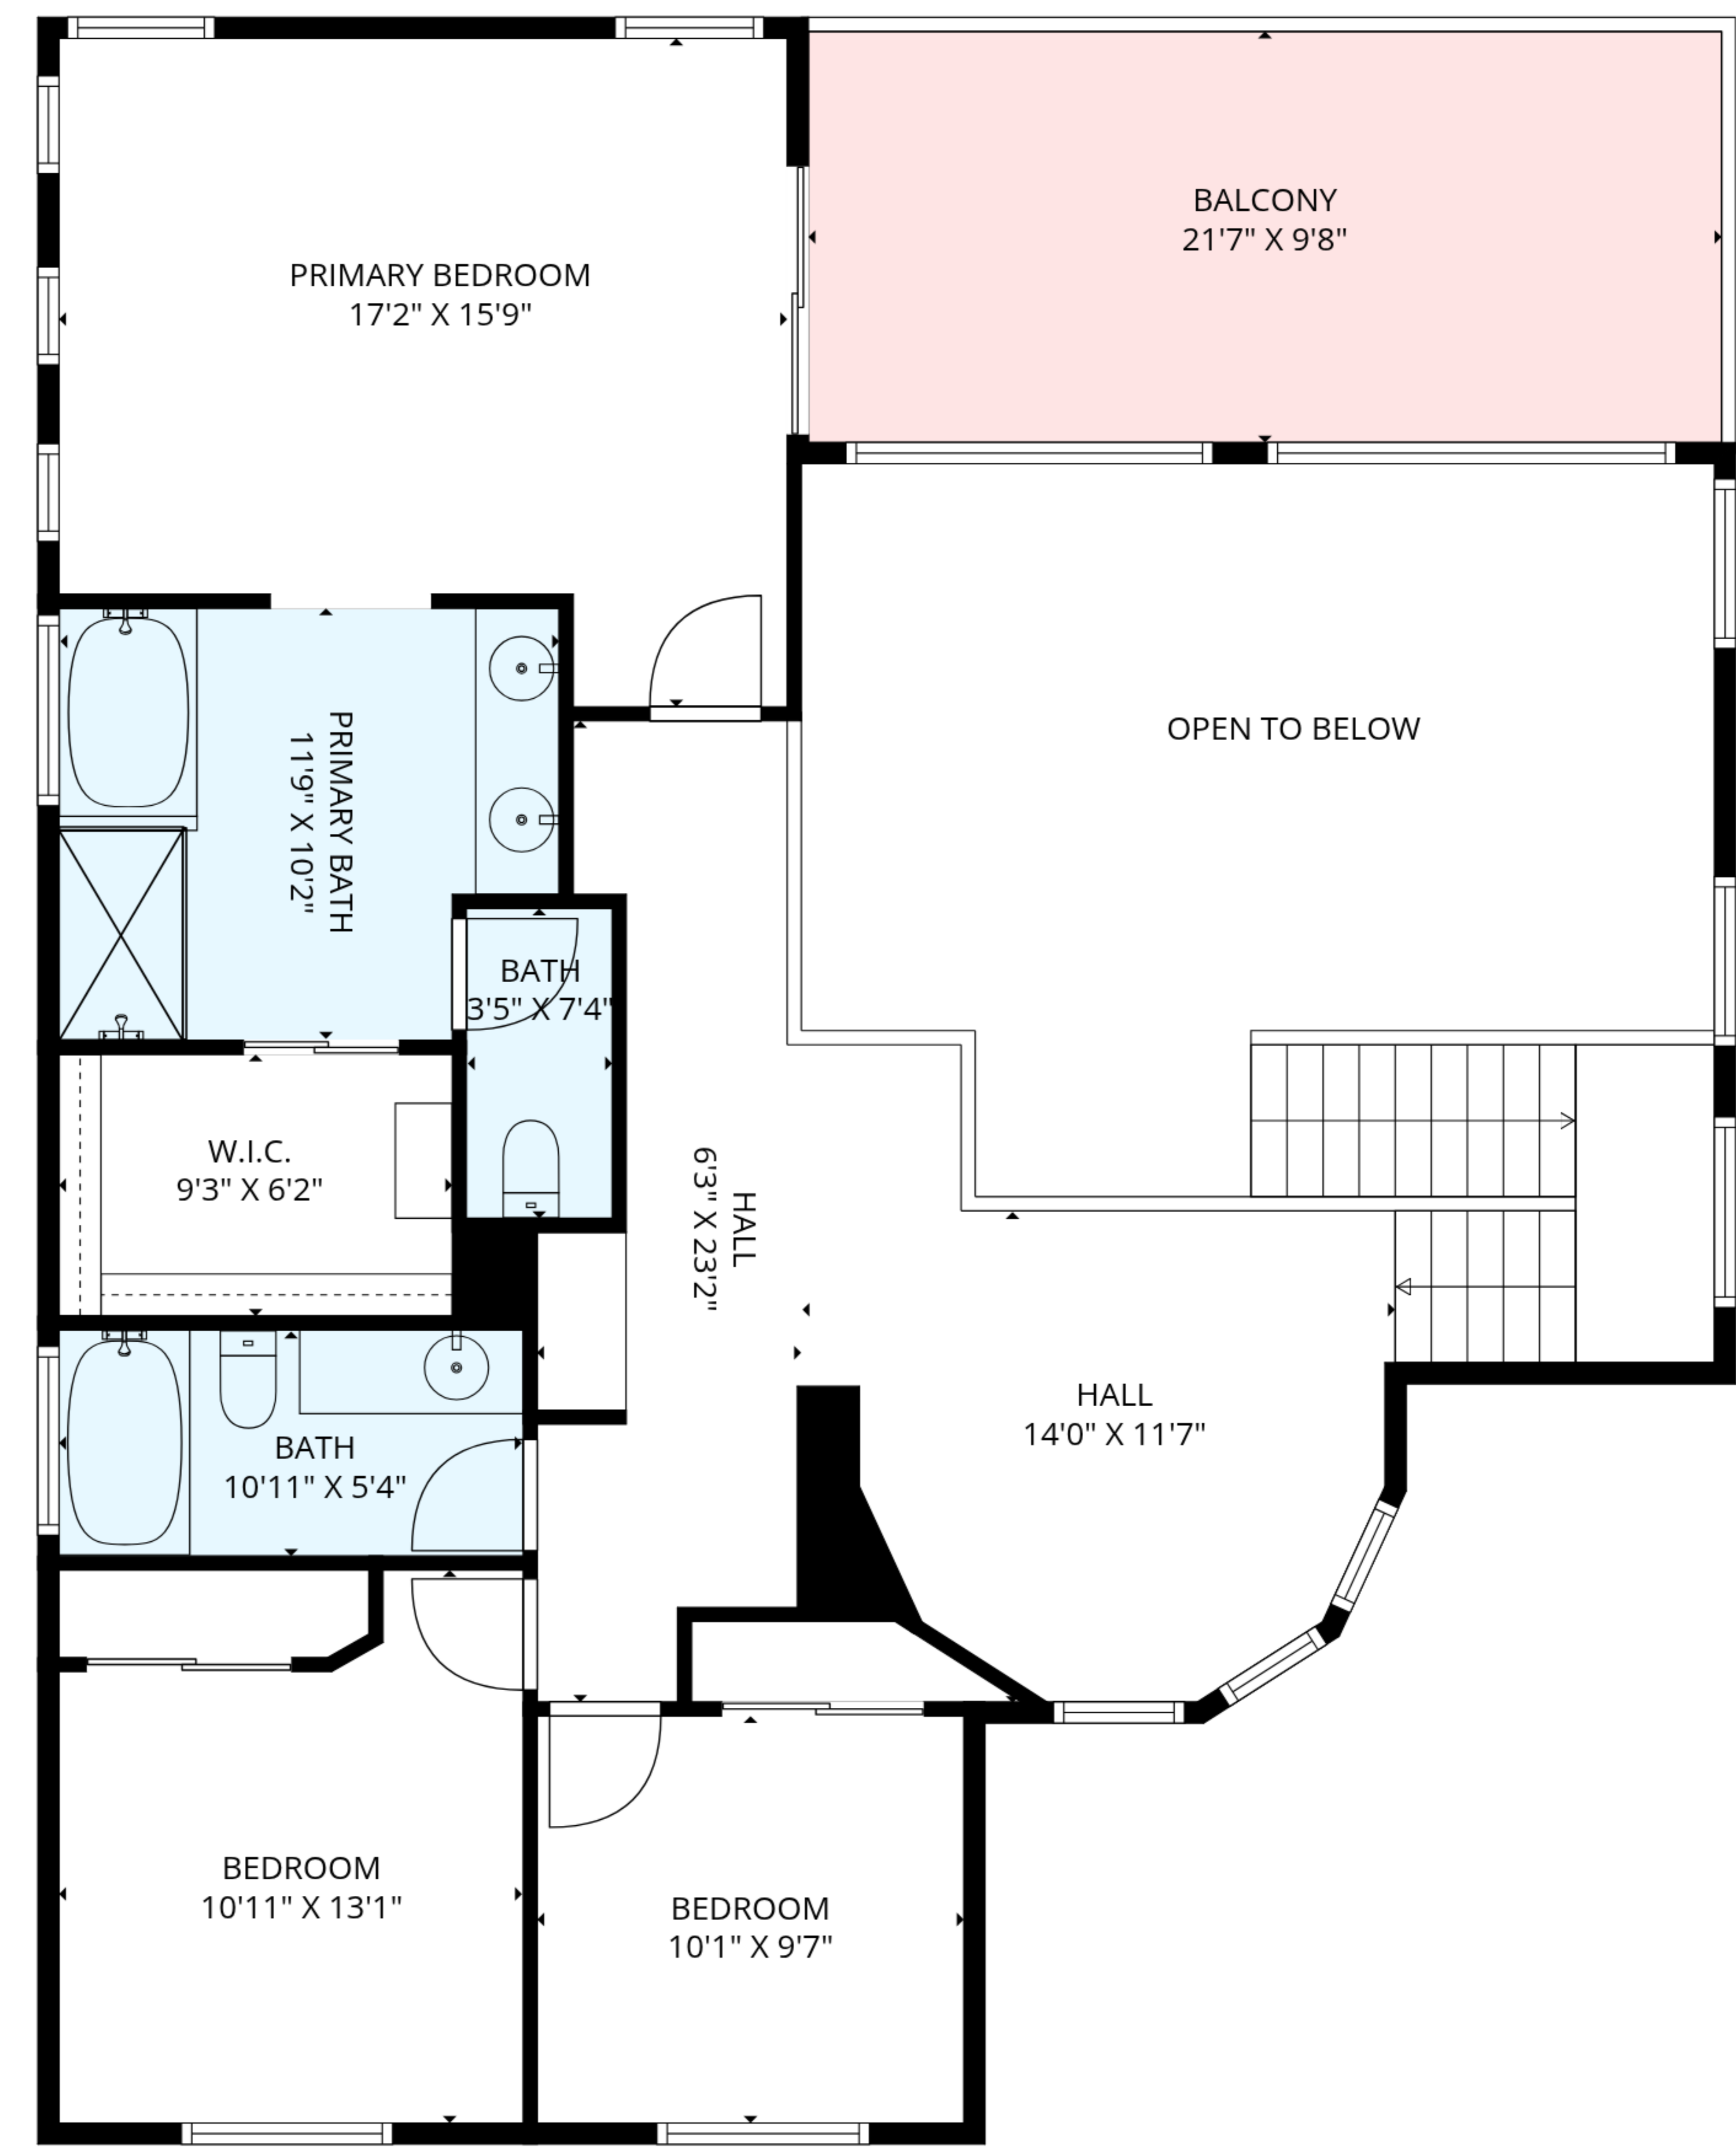 BALCONY
21'7" X 9'8"
PRIMARY BEDROOM
17'2" X 15'9"
OPEN TO BELOW
PRIMARY BATH
11'9" X 10'2"
BATH
3'5" X 7'4"
W.I.C.
9'3" X 6'2"
HALL
6'3" X 23'2"
HALL
14'0" X 11'7"
BATH
10'11" X 5'4"
BEDROOM
10'11" X 13'1"
BEDROOM
10'1" X 9'7"